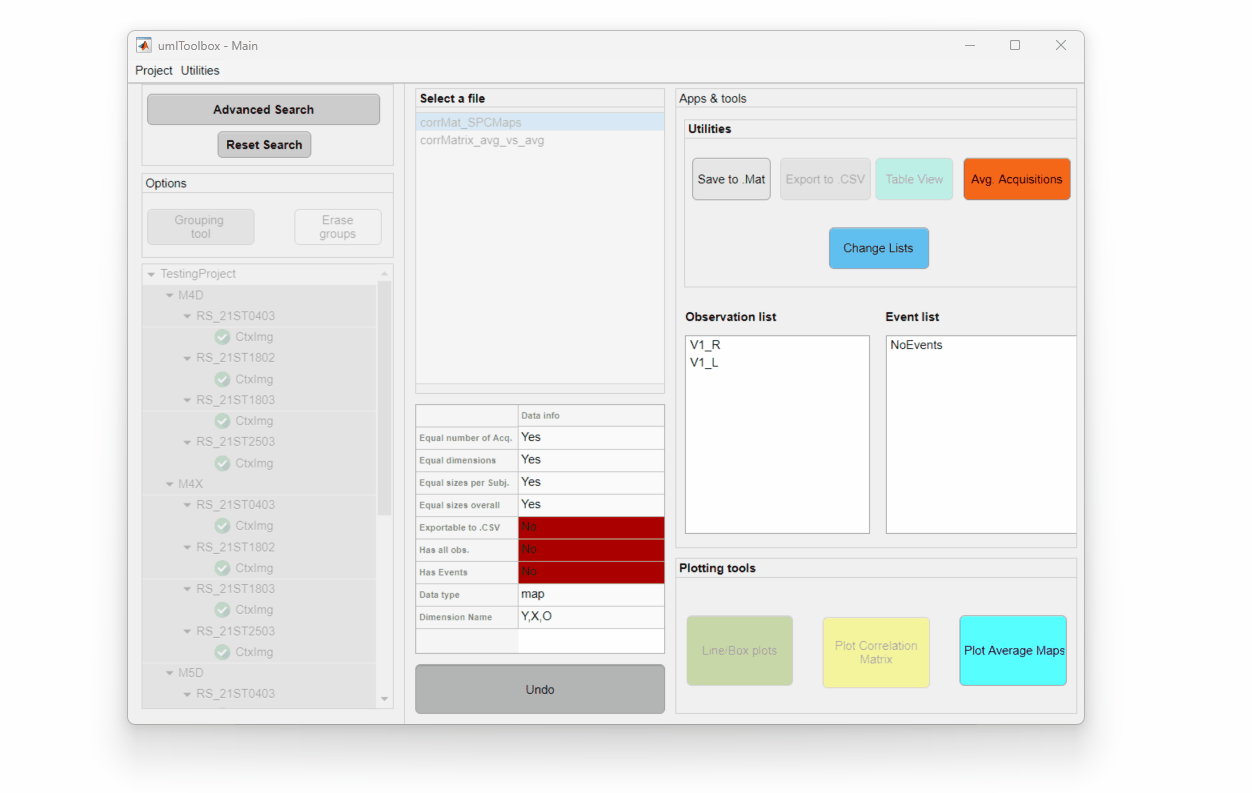 umIToolbox - Main
Project Utilities
Advanced Search
Reset Search
Options
Grouping
tool
Erase
groups
TestingProject
M4D
RS_21ST0403
CtxImg
RS_21ST1802
CtxImg
RS_21ST1803
CtxImg
RS_21ST2503
CtxImg
M4X
RS_21ST0403
CtxImg
RS_21ST1802
CtxImg
RS_21ST1803
CtxImg
RS_21ST2503
CtxImg
M5D
RS_21ST0403
Select a file
corrMat_SPCMaps
corrMatrix_avg_vs_avg
Data info
Equal number of Acq. Yes
Equal dimensions Yes
Equal sizes per Subj. Yes
Equal sizes overall Yes
Exportable to .CSV No
Has all obs. No
Has Events No
Data type map
Dimension Name Y,X,O
Undo
Apps & tools
Utilities
Save to .Mat
Export to .CSV
Table View
Avg. Acquisitions
Change Lists
Observation list
V1_R
V1_L
Event list
NoEvents
Plotting tools
Line/Box plots
Plot Correlation
Matrix
Plot Average Maps